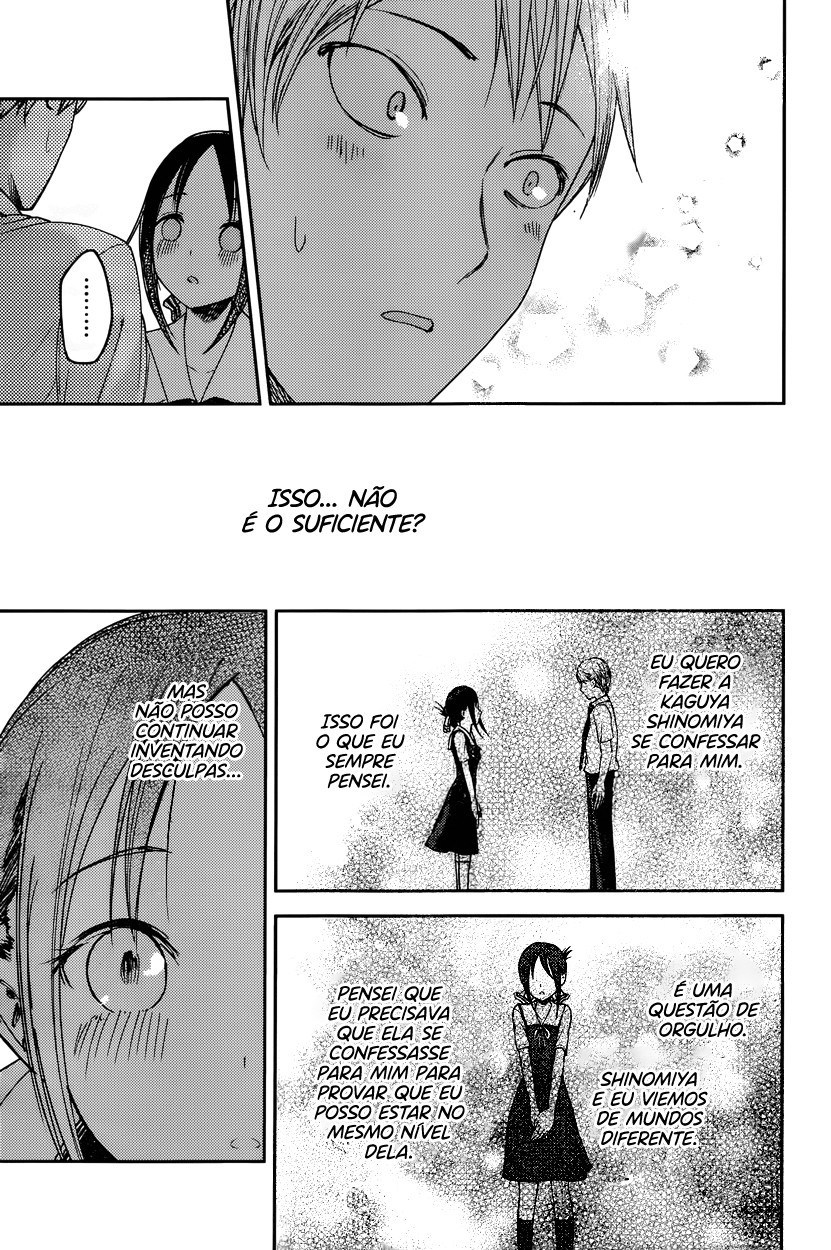 ........
ISSO... NÃO
É O SUFICIENTE?
EU QUERO
FAZER A
KAGUYA
SHINOMIYA
SE CONFESSAR
PARA MIM.
ISSO FOI
O QUE EU
SEMPRE
PENSEI.
É UMA
QUESTÃO DE
ORGULHO.
SHINOMIYA
E EU VIEMOS
DE MUNDOS
DIFERENTE.
PENSEI QUE
EU PRECISAVA
QUE ELA SE
CONFESSASSE
PARA MIM PARA
PROVAR QUE EU
POSSO ESTAR NO
MESMO NÍVEL
DELA.
MAS
NÃO POSSO
CONTINUAR
INVENTANDO
DESCULPAS...